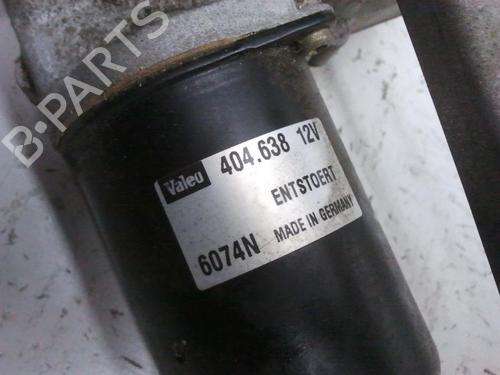 B-PARTS
Valeo 404.638 12V
ENTSTOERT
6074N MADE IN GERMANY